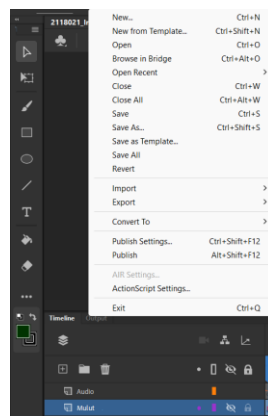 2118021_I
New... Ctrl+N
New from Template... Ctrl+Shift+N
Open Ctrl+O
Browse in Bridge Ctrl+Alt+O
Open Recent >
Close Ctrl+W
Close All Ctrl+Alt+W
Save Ctrl+S
Save As... Ctrl+Shift+S
Save as Template...
Save All
Revert
Import >
Export >
Convert To >
Publish Settings... Ctrl+Shift+F12
Publish Alt+Shift+F12
AIR Settings...
ActionScript Settings...
Exit Ctrl+Q
T
Timeline Output
Audio
Mulut